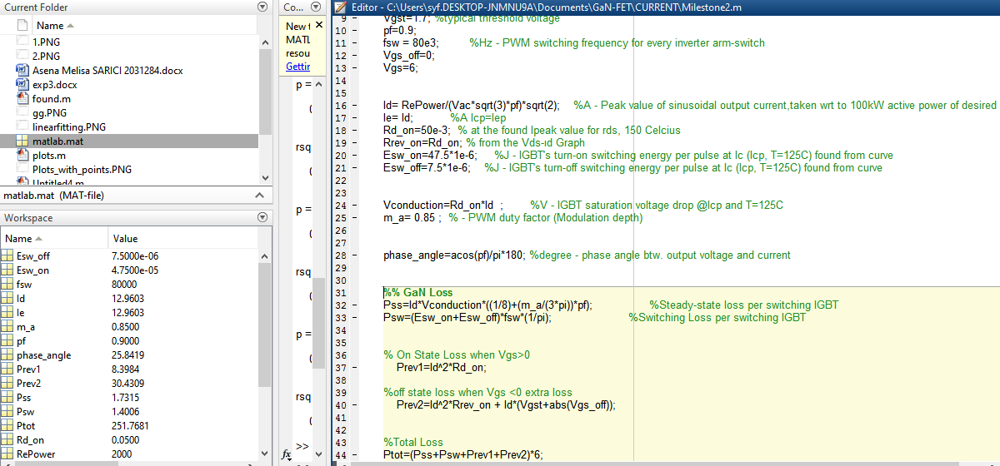 Current Folder
Name
1.PNG
2.PNG
Asena Melisa SARICI 2031284.docx
exp3.docx
found.m
gg.PNG
linearfitting.PNG
matlab.mat
plots.m
Plots_with_points.PNG
Untitled4.m
matlab.mat (MAT-file)
Workspace
Name Value
Esw_off 7.5000e-06
Esw_on 4.7500e-05
fsw 80000
Id 12.9603
Ie 12.9603
m_a 0.8500
pf 0.9000
phase_angle 25.8419
Prev1 8.3984
Prev2 30.4309
Pss 1.7315
Psw 1.4006
Ptot 251.7681
Rd_on 0.0500
RePower 2000
Co...
New t
MATL
resou
Gettir
p =
rsq
p =
rsq
p =
rsq
fx >>
Editor - C:\Users\syf.DESKTOP-JNMNU9A\Documents\GaN-FET\CURRENT\Milestone2.m
9 - Vgst=1.7; %typical threshold voltage
10 - pf=0.9;
11 - fsw = 80e3; %Hz - PWM switching frequency for every inverter arm-switch
12 - Vgs_off=0;
13 - Vgs=6;
14
15
16 - Id= RePower/(Vac*sqrt(3)*pf)*sqrt(2); %A - Peak value of sinusoidal output current,taken wrt to 100kW active power of desired
17 - Ie= Id; %A Icp=Iep
18 - Rd_on=50e-3; % at the found Ipeak value for rds, 150 Celcius
19 - Rrev_on=Rd_on; % from the Vds-ıd Graph
20 - Esw_on=47.5*1e-6; %J - IGBT's turn-on switching energy per pulse at Ic (Icp, T=125C) found from curve
21 - Esw_off=7.5*1e-6; %J - IGBT's turn-off switching energy per pulse at Ic (Icp, T=125C) found from curve
22
23
24 - Vconduction=Rd_on*Id ; %V - IGBT saturation voltage drop @Icp and T=125C
25 - m_a= 0.85 ; % - PWM duty factor (Modulation depth)
26
27
28 - phase_angle=acos(pf)/pi*180; %degree - phase angle btw. output voltage and current
29
30
31 %% GaN Loss
32 - Pss=Id*Vconduction*((1/8)+(m_a/(3*pi))*pf); %Steady-state loss per switching IGBT
33 - Psw=(Esw_on+Esw_off)*fsw*(1/pi); %Switching Loss per switching IGBT
34
35
36 % On State Loss when Vgs>0
37 - Prev1=Id^2*Rd_on;
38
39 %off state loss when Vgs <0 extra loss
40 - Prev2=Id^2*Rrev_on + Id*(Vgst+abs(Vgs_off));
41
42
43 %Total Loss
44 - Ptot=(Pss+Psw+Prev1+Prev2)*6;